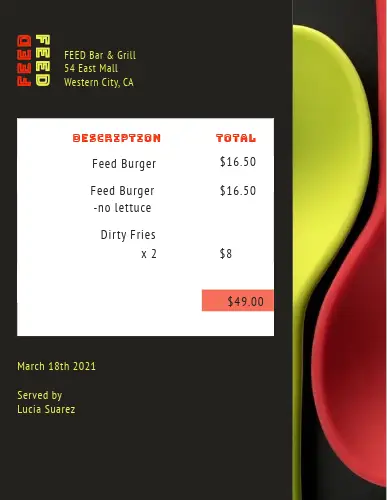 FEED
FEED
FEED Bar & Grill
54 East Mall
Western City, CA
DESCRIPTION TOTAL
Feed Burger $16.50
Feed Burger $16.50
-no lettuce
Dirty Fries
x 2 $8
$49.00
March 18th 2021
Served by
Lucia Suarez